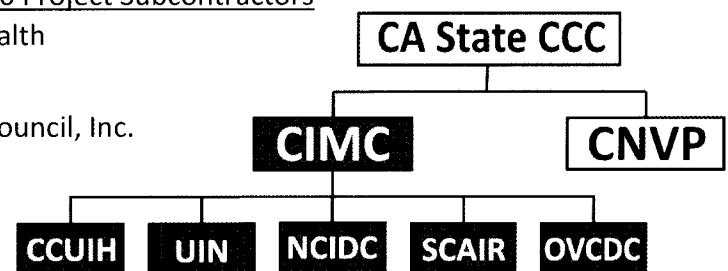 Project Subcontractors
alth
CA State CCC
ouncil, Inc.
CIMC
CNVP
CCUIH
UIN
NCIDC
SCAIR
OVCDC